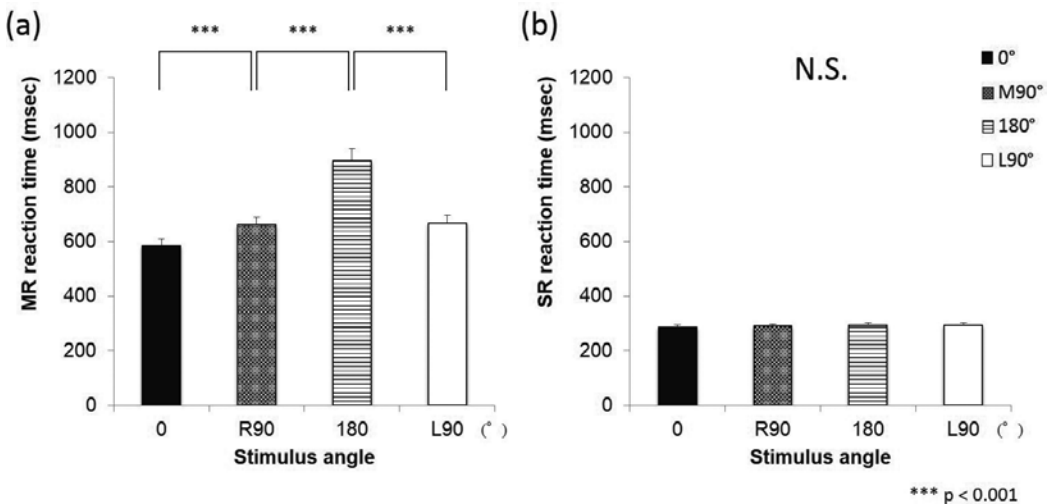 (a)
*** *** ***
MR reaction time (msec)
1200
1000
800
600
400
200
0
0 R90 180 L90 (°)
Stimulus angle
(b)
N.S.
SR reaction time (msec)
1200
1000
800
600
400
200
0
0 R90 180 L90 (°)
Stimulus angle
0°
M90°
180°
L90°
*** p < 0.001